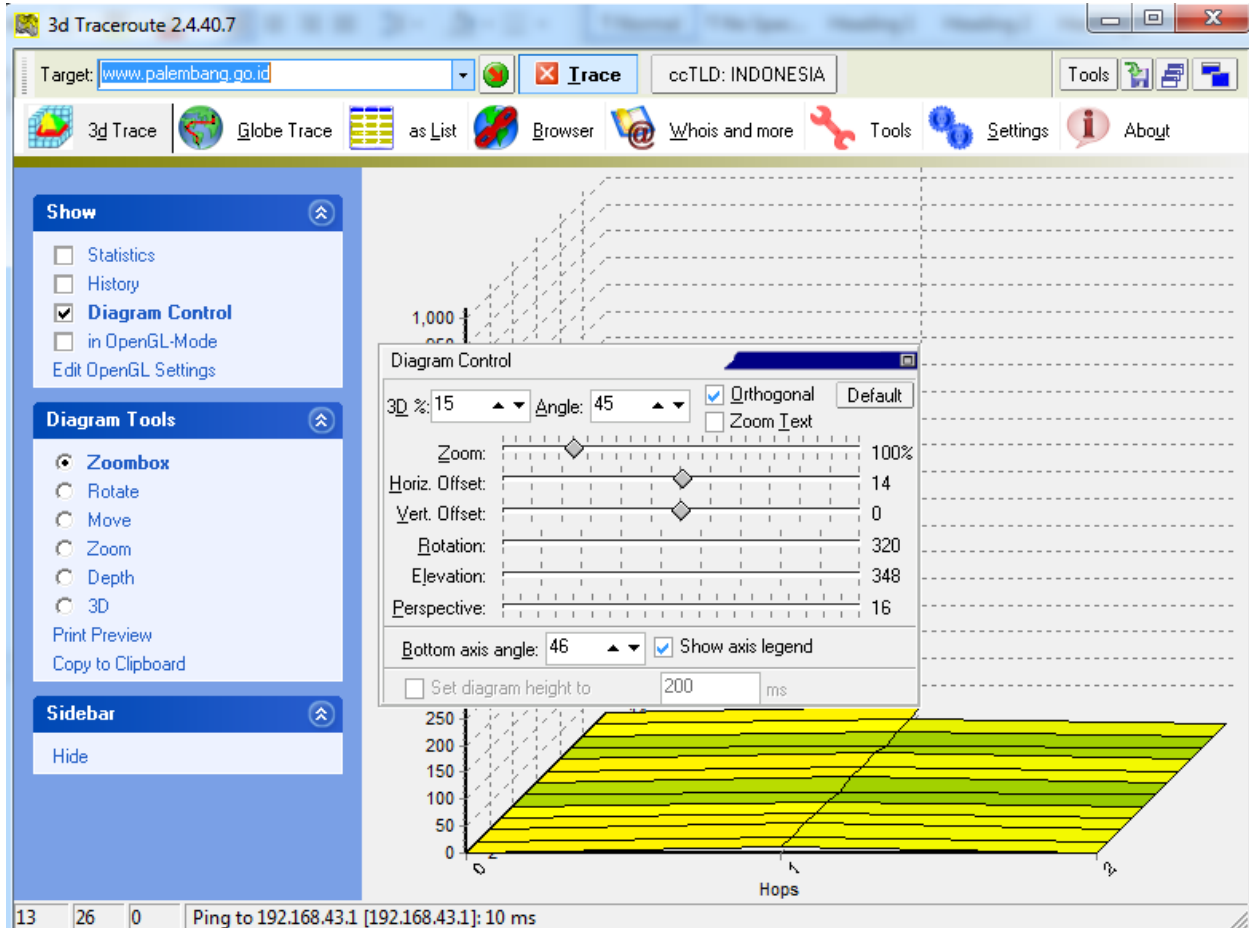 3d Traceroute 2.4.40.7
Target: www.palembang.go.id Trace ccTLD: INDONESIA Tools
3d Trace Globe Trace as List Browser Whois and more Tools Settings About
Show
Statistics
History
Diagram Control
in OpenGL-Mode
Edit OpenGL Settings
Diagram Tools
Zoombox
Rotate
Move
Zoom
Depth
3D
Print Preview
Copy to Clipboard
Sidebar
Hide
1,000
Diagram Control
3D %: 15 Angle: 45 Orthogonal Default
Zoom Text
Zoom: 100%
Horiz. Offset: 14
Vert. Offset: 0
Rotation: 320
Elevation: 348
Perspective: 16
Bottom axis angle: 46 Show axis legend
Set diagram height to 200 ms
250
200
150
100
50
0
0 1 2
Hops
13 26 0 Ping to 192.168.43.1 [192.168.43.1]: 10 ms